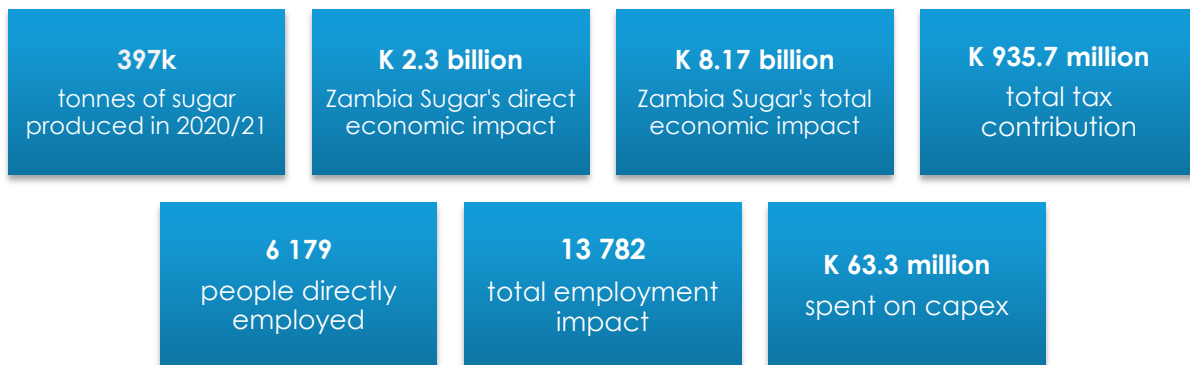 397k
tonnes of sugar
produced in 2020/21
K 2.3 billion
Zambia Sugar's direct
economic impact
K 8.17 billion
Zambia Sugar's total
economic impact
K 935.7 million
total tax
contribution
6 179
people directly
employed
13 782
total employment
impact
K 63.3 million
spent on capex